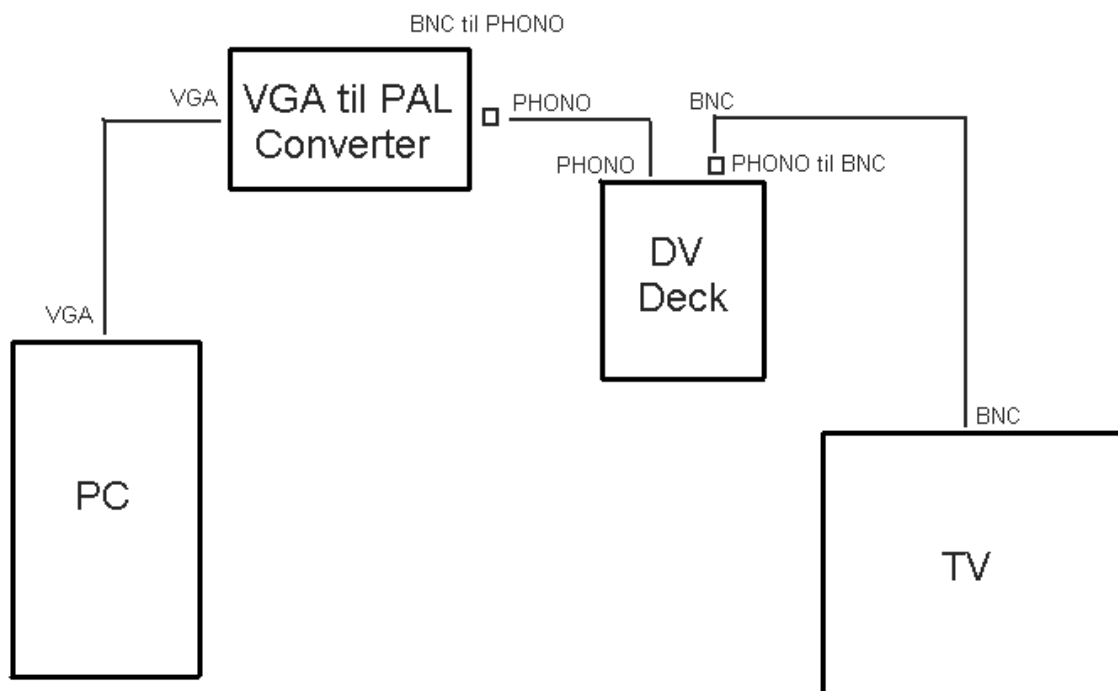 BNC til PHONO
VGA til PAL
Converter
VGA
PHONO
BNC
PHONO
PHONO til BNC
DV
Deck
VGA
BNC
PC
TV